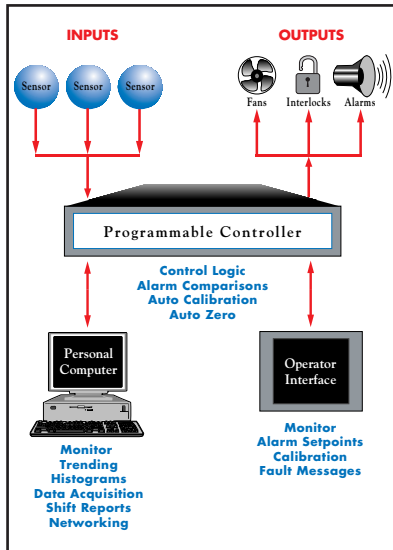 INPUTS OUTPUTS
Sensor Sensor Sensor
Fans Interlocks Alarms
Programmable Controller
Control Logic
Alarm Comparisons
Auto Calibration
Auto Zero
Personal
Computer
Monitor
Trending
Histograms
Data Acquisition
Shift Reports
Networking
Operator
Interface
Monitor
Alarm Setpoints
Calibration
Fault Messages